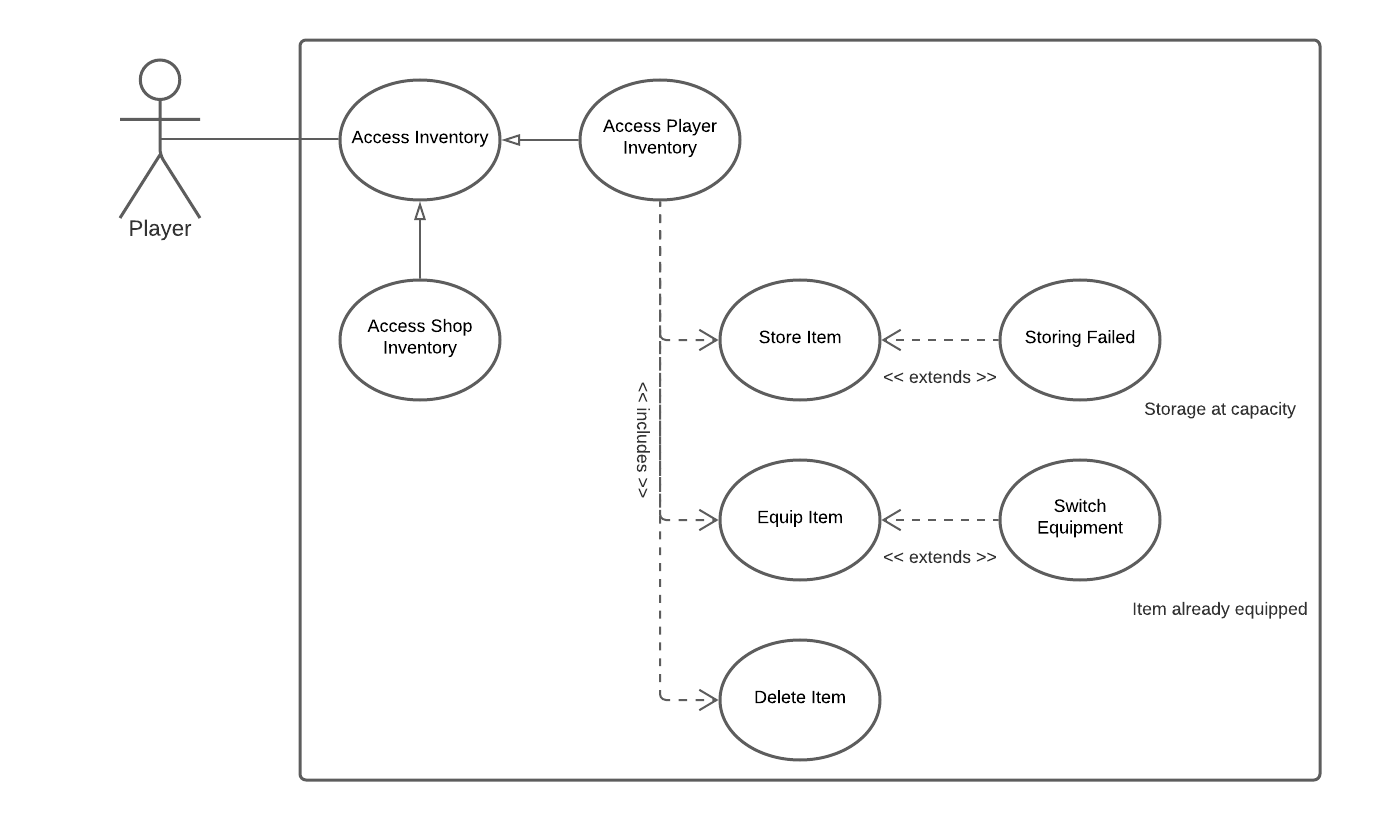 Access Inventory
Access Player
Inventory
Player
Access Shop
Inventory
Store Item
Storing Failed
<< extends >>
Storage at capacity
<< includes >>
Equip Item
Switch
Equipment
<< extends >>
Item already equipped
Delete Item